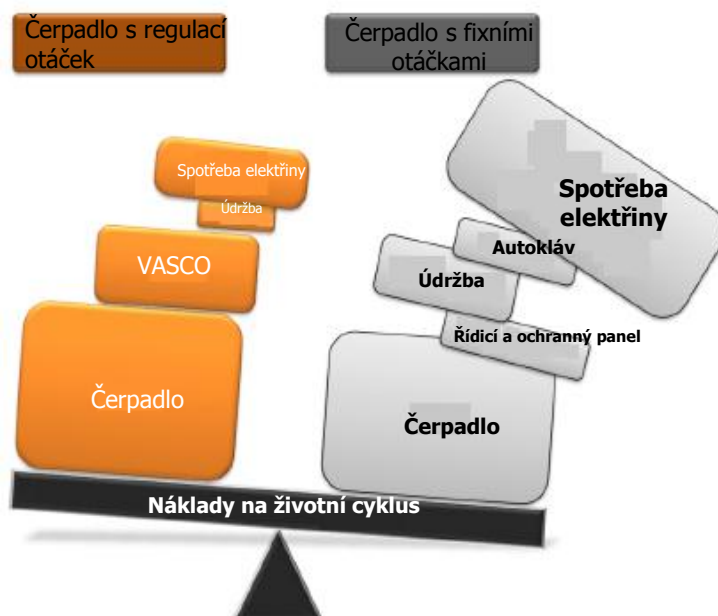 Čerpadlo s regulací
otáček
Čerpadlo s fixními
otáčkami
Spotřeba elektřiny
Údržba
VASCO
Čerpadlo
Spotřeba
elektřiny
Autokláv
Údržba
Řídicí a ochranný panel
Čerpadlo
Náklady na životní cyklus